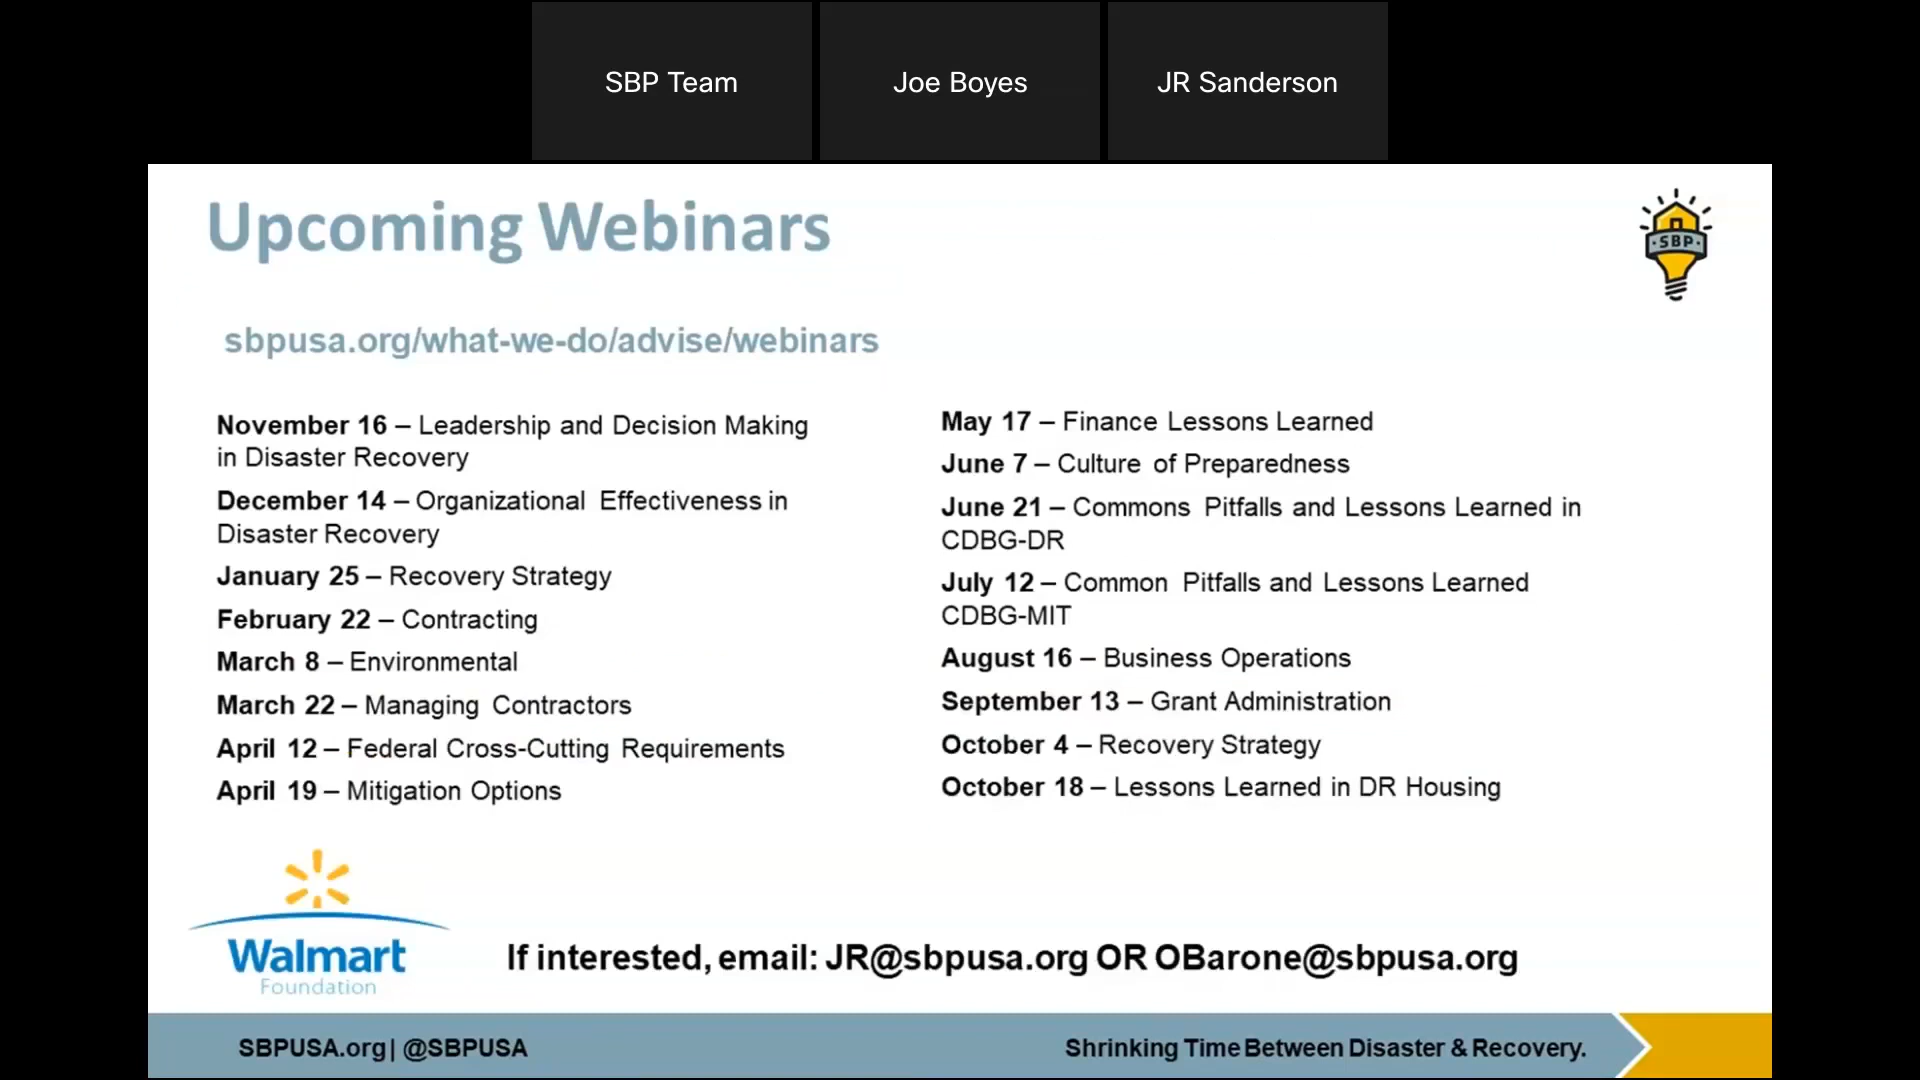 SBP Team
Joe Boyes
JR Sanderson
Upcoming Webinars
SBP
sbpusa.org/what-we-do/advise/webinars
November 16 – Leadership and Decision Making
in Disaster Recovery
December 14 – Organizational Effectiveness in
Disaster Recovery
January 25 – Recovery Strategy
February 22 – Contracting
March 8 – Environmental
March 22 – Managing Contractors
April 12 – Federal Cross-Cutting Requirements
April 19 – Mitigation Options
May 17 – Finance Lessons Learned
June 7 – Culture of Preparedness
June 21 – Commons Pitfalls and Lessons Learned in
CDBG-DR
July 12 – Common Pitfalls and Lessons Learned
CDBG-MIT
August 16 – Business Operations
September 13 – Grant Administration
October 4 – Recovery Strategy
October 18 – Lessons Learned in DR Housing
Walmart
Foundation
If interested, email: JR@sbpusa.org OR OBarone@sbpusa.org
SBPUSA.org| @SBPUSA
Shrinking Time Between Disaster & Recovery.